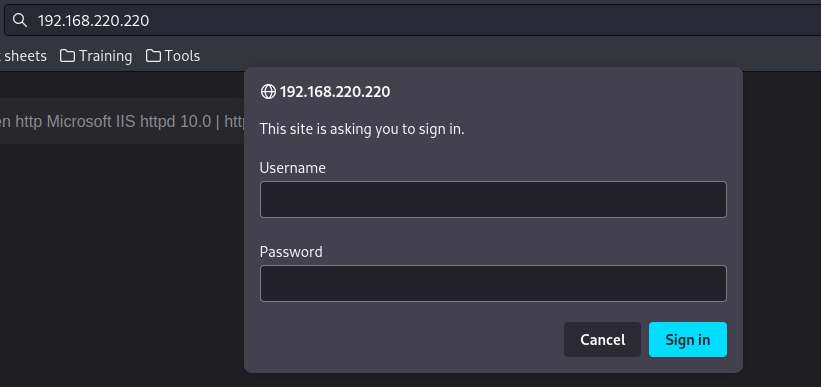 192.168.220.220
sheets Training Tools
192.168.220.220
en http Microsoft IIS httpd 10.0 | http
This site is asking you to sign in.
Username
Password
Cancel Sign in